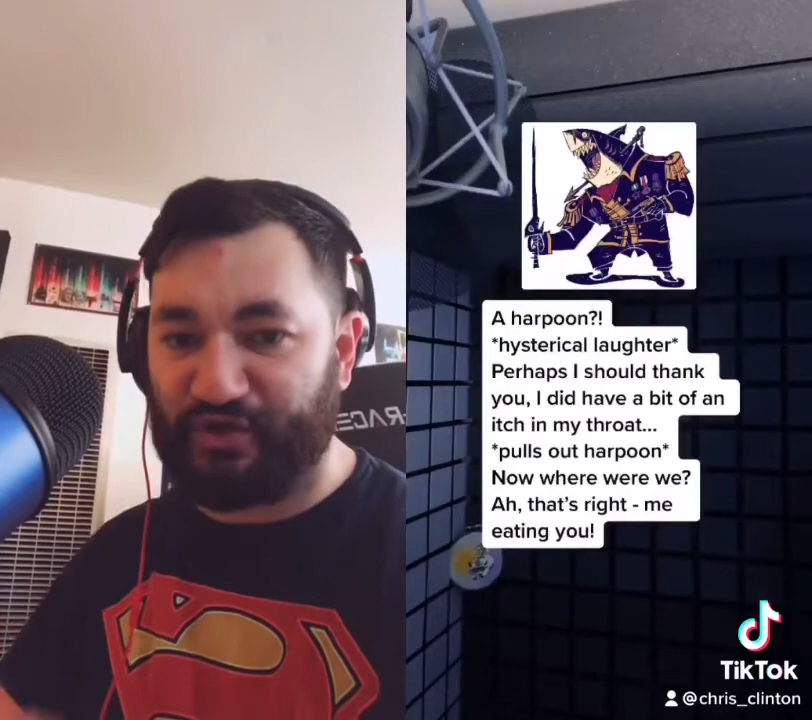 A harpoon?!
*hysterical laughter*
Perhaps I should thank
you, I did have a bit of an
itch in my throat...
*pulls out harpoon*
Now where were we?
Ah, that's right - me
eating you!
TikTok
@chris_clinton